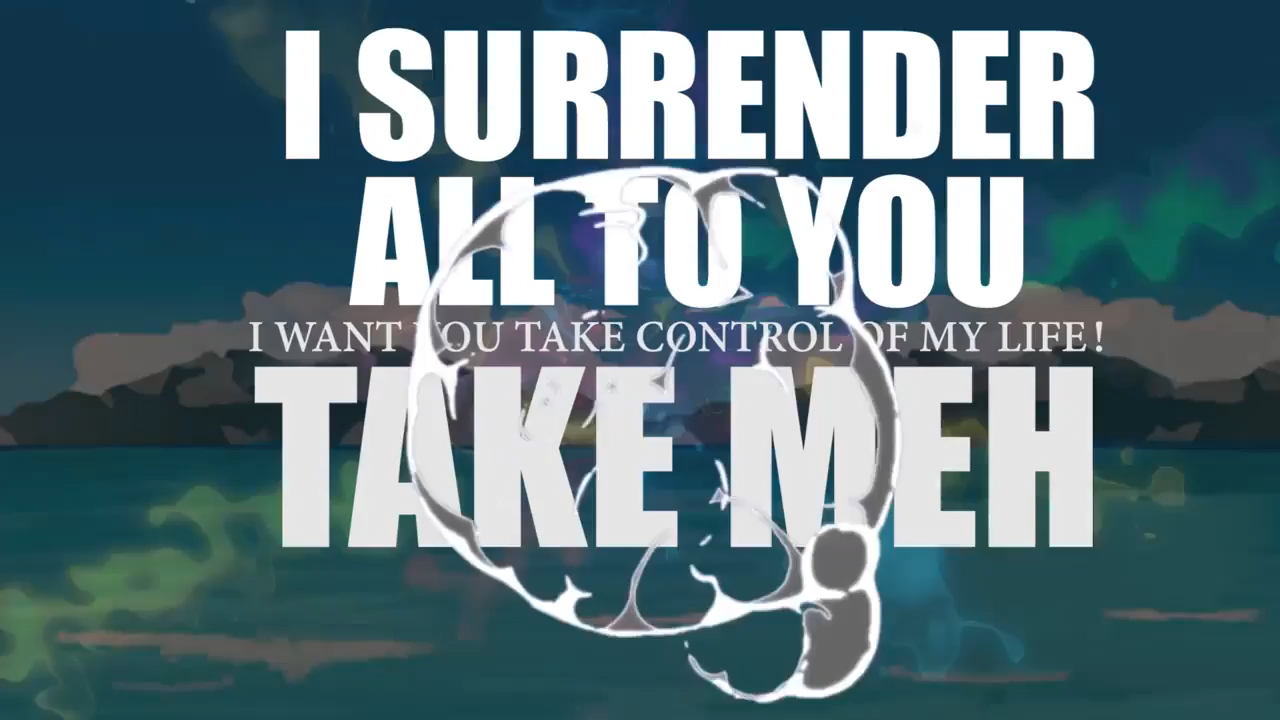 I SURRENDER
ALL TO YOU
I WANT YOU TAKE CONTROL OF MY LIFE!
TAKE MEH